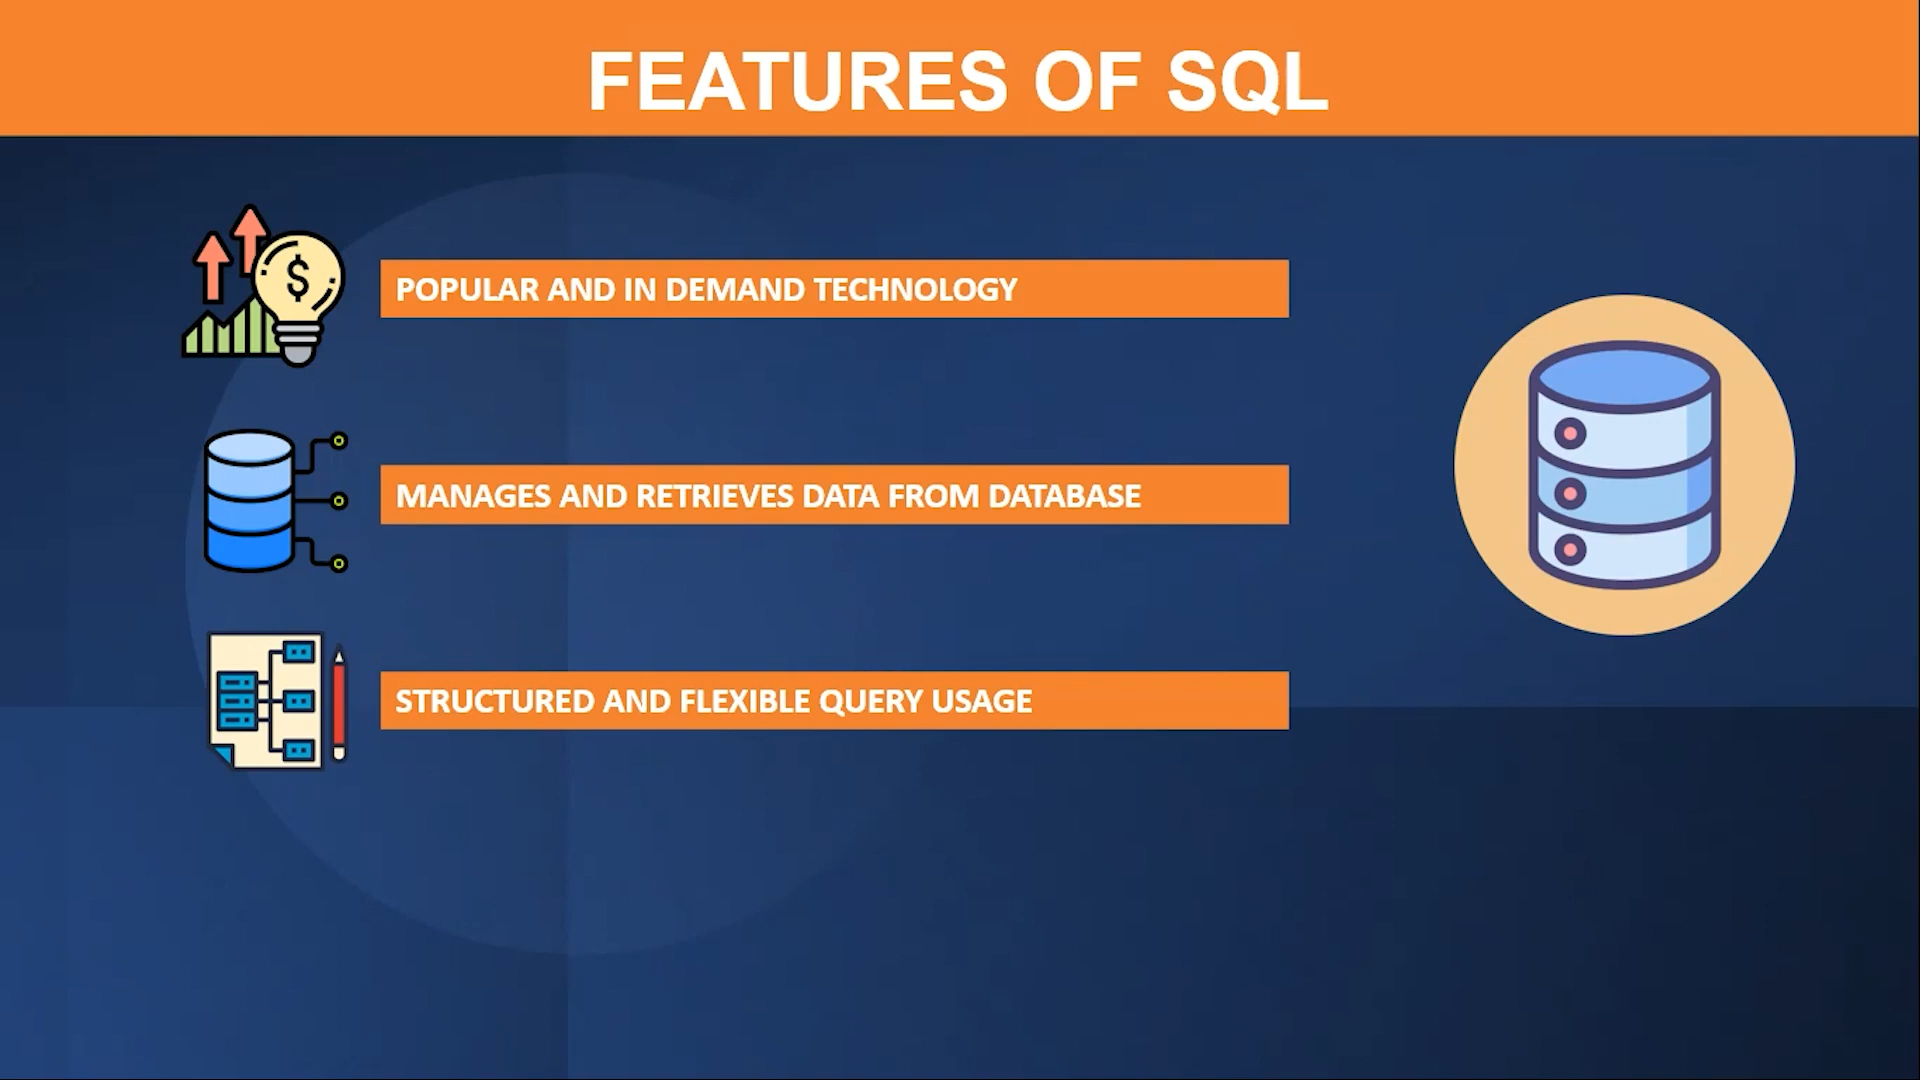 FEATURES OF SQL
POPULAR AND IN DEMAND TECHNOLOGY
$
MANAGES AND RETRIEVES DATA FROM DATABASE
STRUCTURED AND FLEXIBLE QUERY USAGE